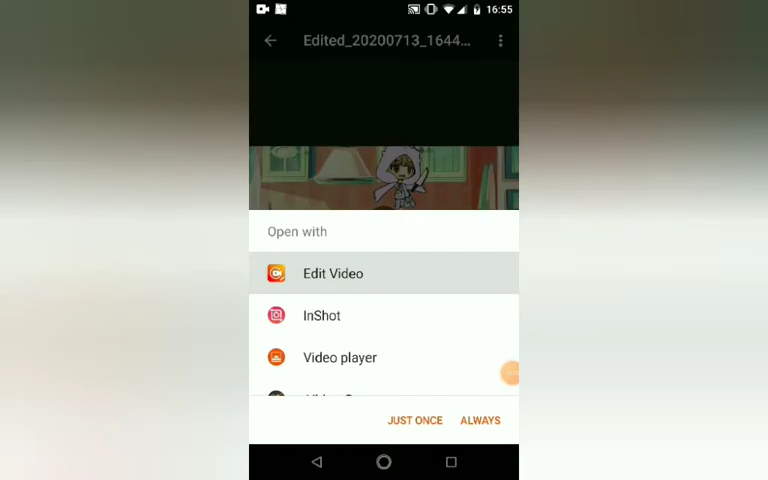 16:55
Edited_20200713_1644...
Open with
Edit Video
InShot
Video player
JUST ONCE
ALWAYS